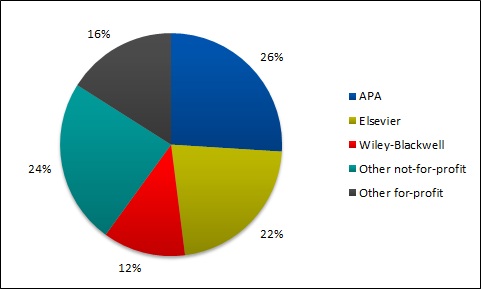 16%
26%
24%
12%
22%
APA
Elsevier
Wiley-Blackwell
Other not-for-profit
Other for-profit